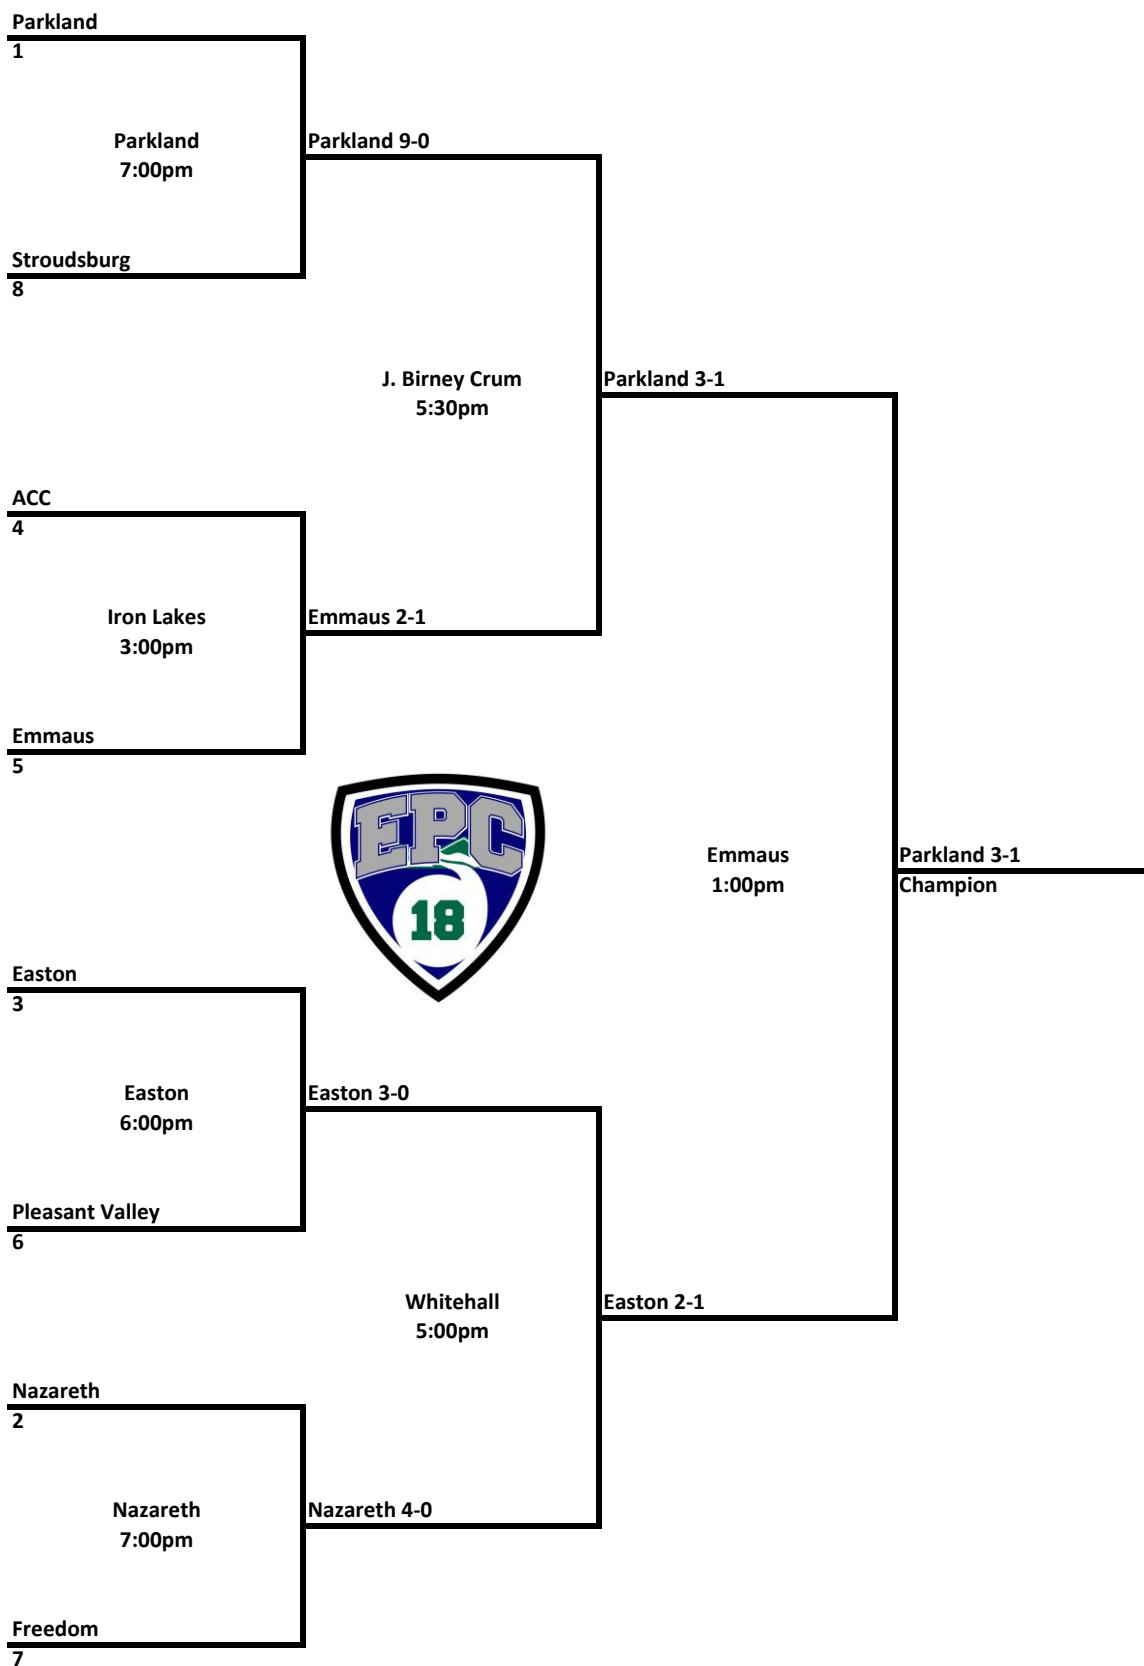 Parkland
1
Parkland
7:00pm
Parkland 9-0
Stroudsburg
8
J. Birney Crum
5:30pm
Parkland 3-1
ACC
4
Iron Lakes
3:00pm
Emmaus 2-1
Emmaus
5
EPC
18
Emmaus
1:00pm
Parkland 3-1
Champion
Easton
3
Easton
6:00pm
Easton 3-0
Pleasant Valley
6
Whitehall
5:00pm
Easton 2-1
Nazareth
2
Nazareth
7:00pm
Nazareth 4-0
Freedom
7